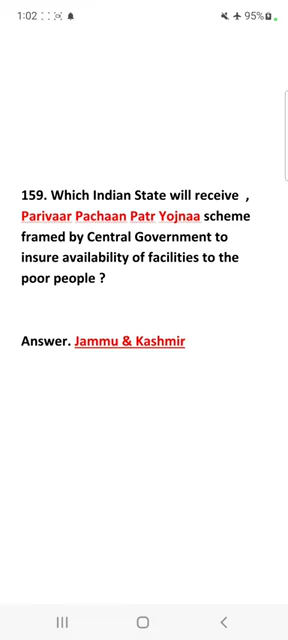 1:02
95%
159. Which Indian State will receive ,
Parivaar Pachaan Patr Yojnaa scheme
framed by Central Government to
insure availability of facilities to the
poor people ?
Answer. Jammu & Kashmir